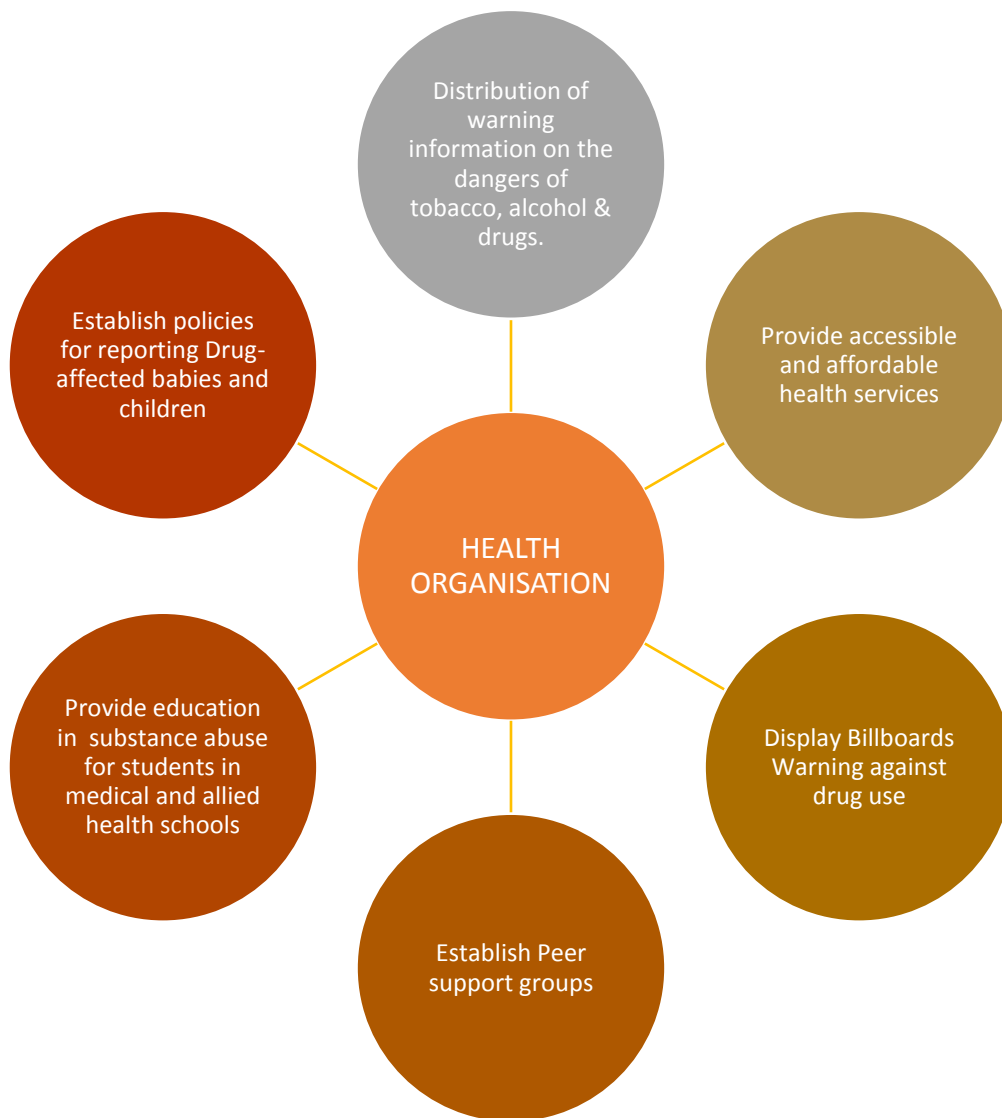 Distribution of
warning
information on the
dangers of
tobacco, alcohol &
drugs.
Provide accessible
and affordable
health services
Display Billboards
Warning against
drug use
Establish Peer
support groups
Provide education
in  substance abuse
for students in
medical and allied
health schools
Establish policies
for reporting Drug-
affected babies and
children
HEALTH
ORGANISATION